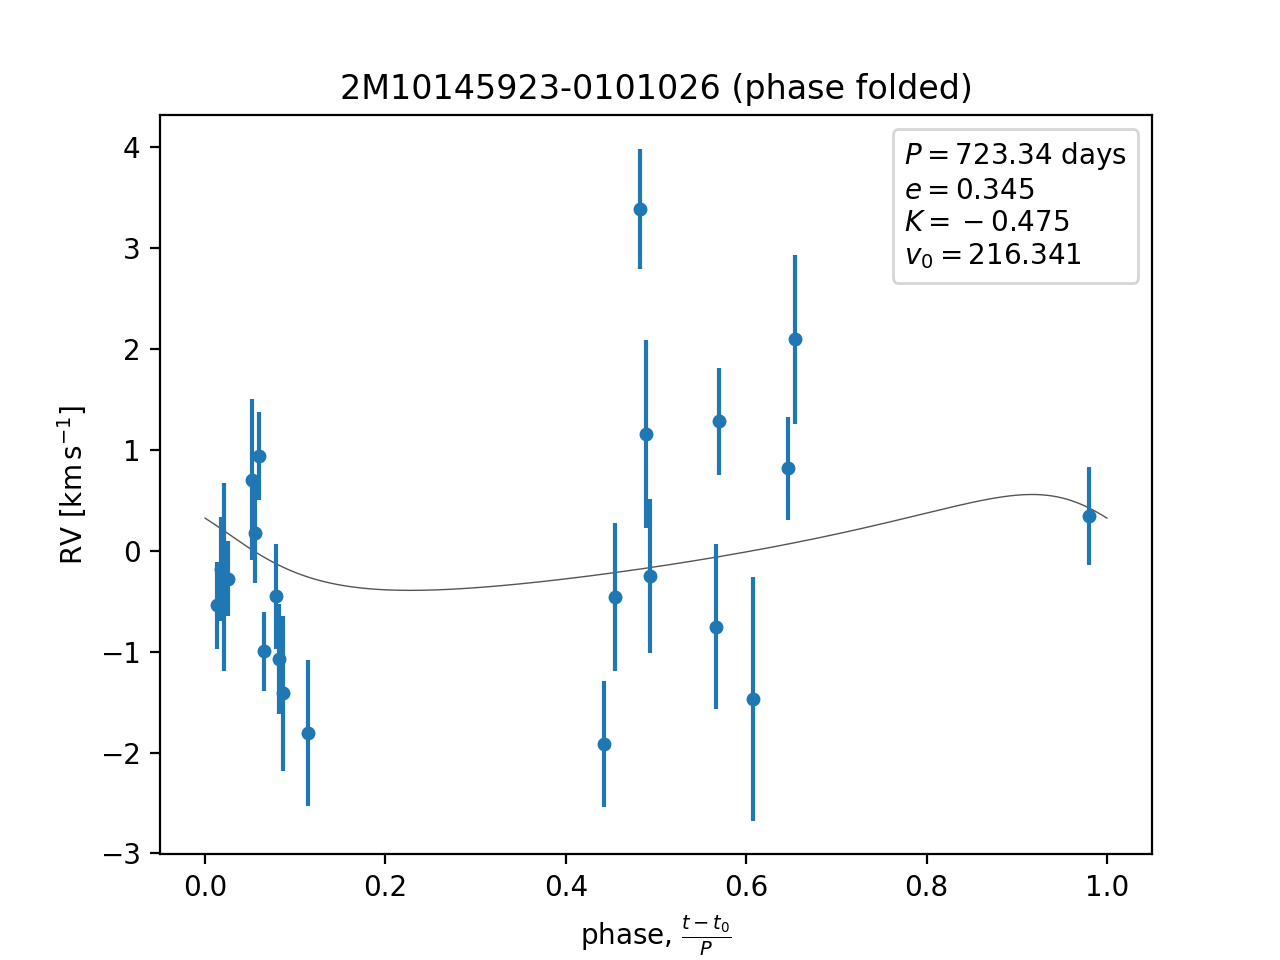 2M10145923-0101026 (phase folded)
P = 723.34 days
e = 0.345
K = −0.475
v₀ = 216.341
4
3
2
1
0
−1
−2
−3
RV [km s⁻¹]
0.0 0.2 0.4 0.6 0.8 1.0
phase, (t − t₀)/P